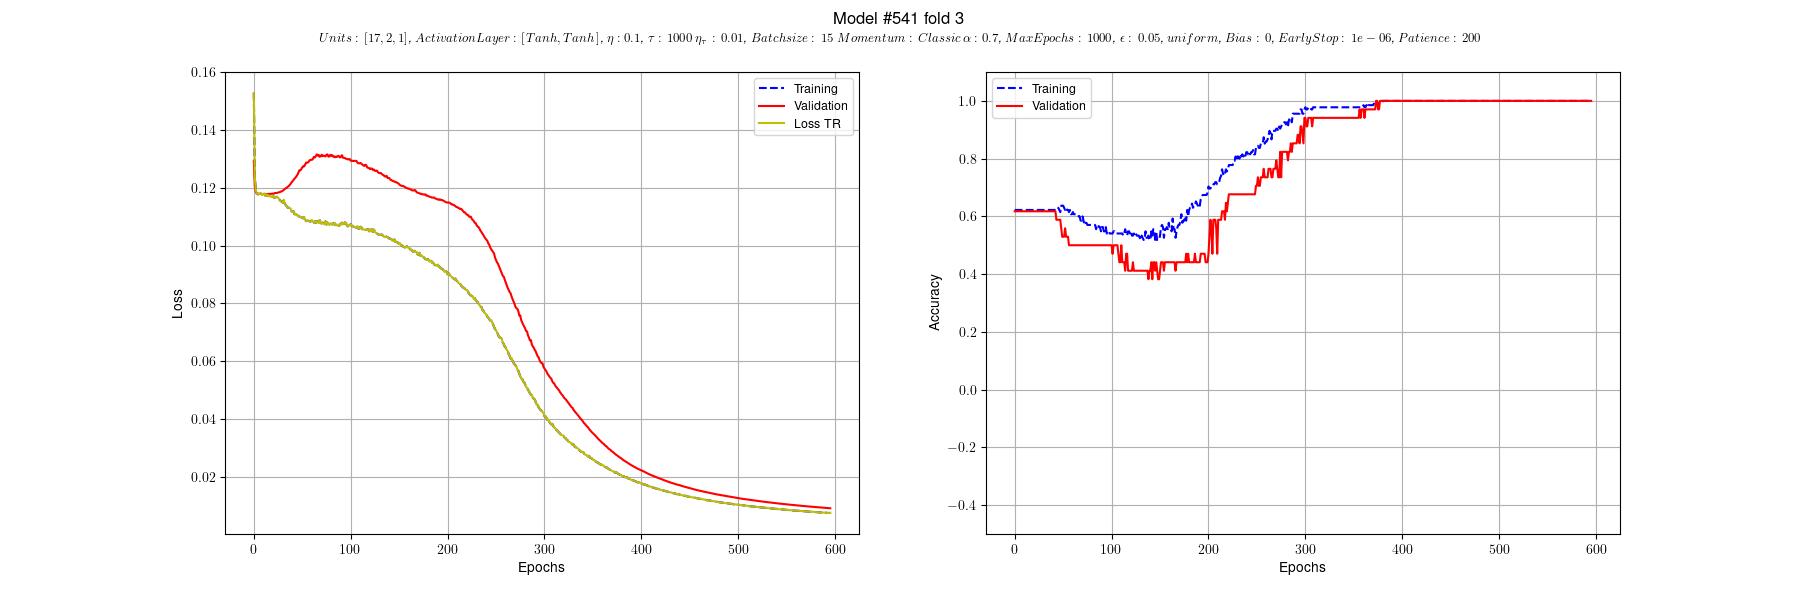 Model #541 fold 3
Units : [17, 2, 1], ActivationLayer : [Tanh, Tanh], η : 0.1, τ : 1000 η_τ : 0.01, Batchsize : 15 Momentum : Classic α : 0.7, MaxEpochs : 1000, ϵ : 0.05, uniform, Bias : 0, EarlyStop : 1e − 06, Patience : 200
0.16
0.14
0.12
0.10
0.08
0.06
0.04
0.02
Loss
Training
Validation
Loss TR
0 100 200 300 400 500 600
Epochs
1.0
0.8
0.6
0.4
0.2
0.0
−0.2
−0.4
Accuracy
Training
Validation
0 100 200 300 400 500 600
Epochs